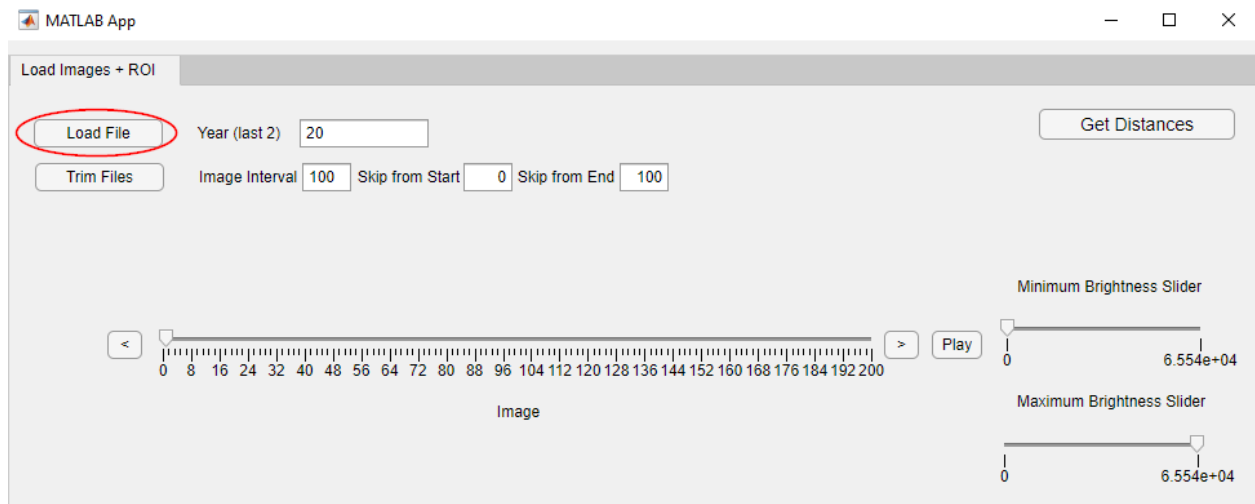 MATLAB App
Load Images + ROI
Load File Year (last 2) 20 Get Distances
Trim Files Image Interval 100 Skip from Start 0 Skip from End 100
Minimum Brightness Slider
< > Play
0 8 16 24 32 40 48 56 64 72 80 88 96 104 112 120 128 136 144 152 160 168 176 184 192 200
0 6.554e+04
Image
Maximum Brightness Slider
0 6.554e+04